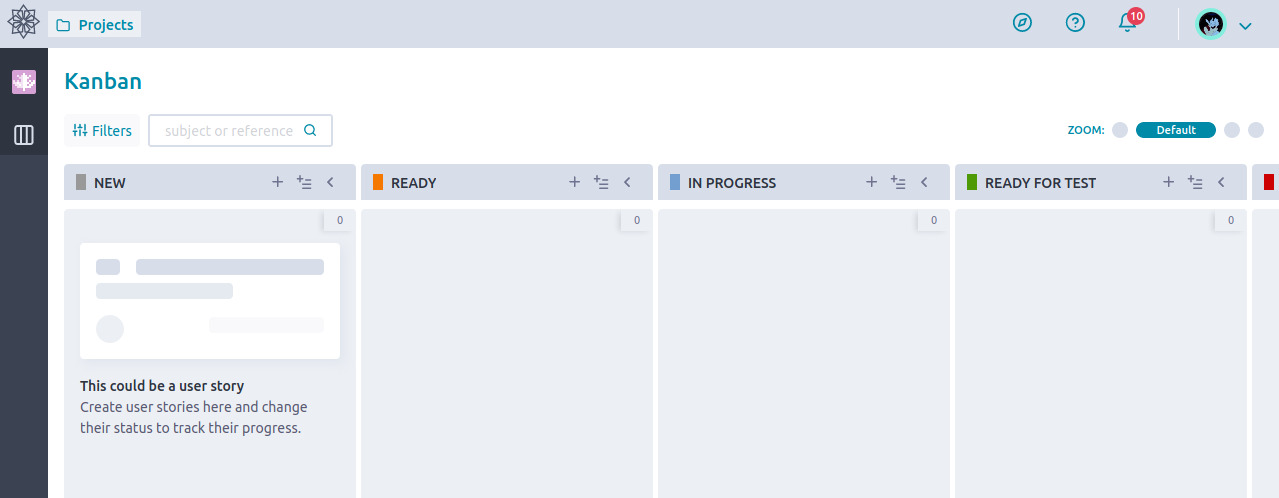 Projects
10
Kanban
Filters
subject or reference
ZOOM:
Default
NEW
READY
IN PROGRESS
READY FOR TEST
0
0
0
0
This could be a user story
Create user stories here and change
their status to track their progress.